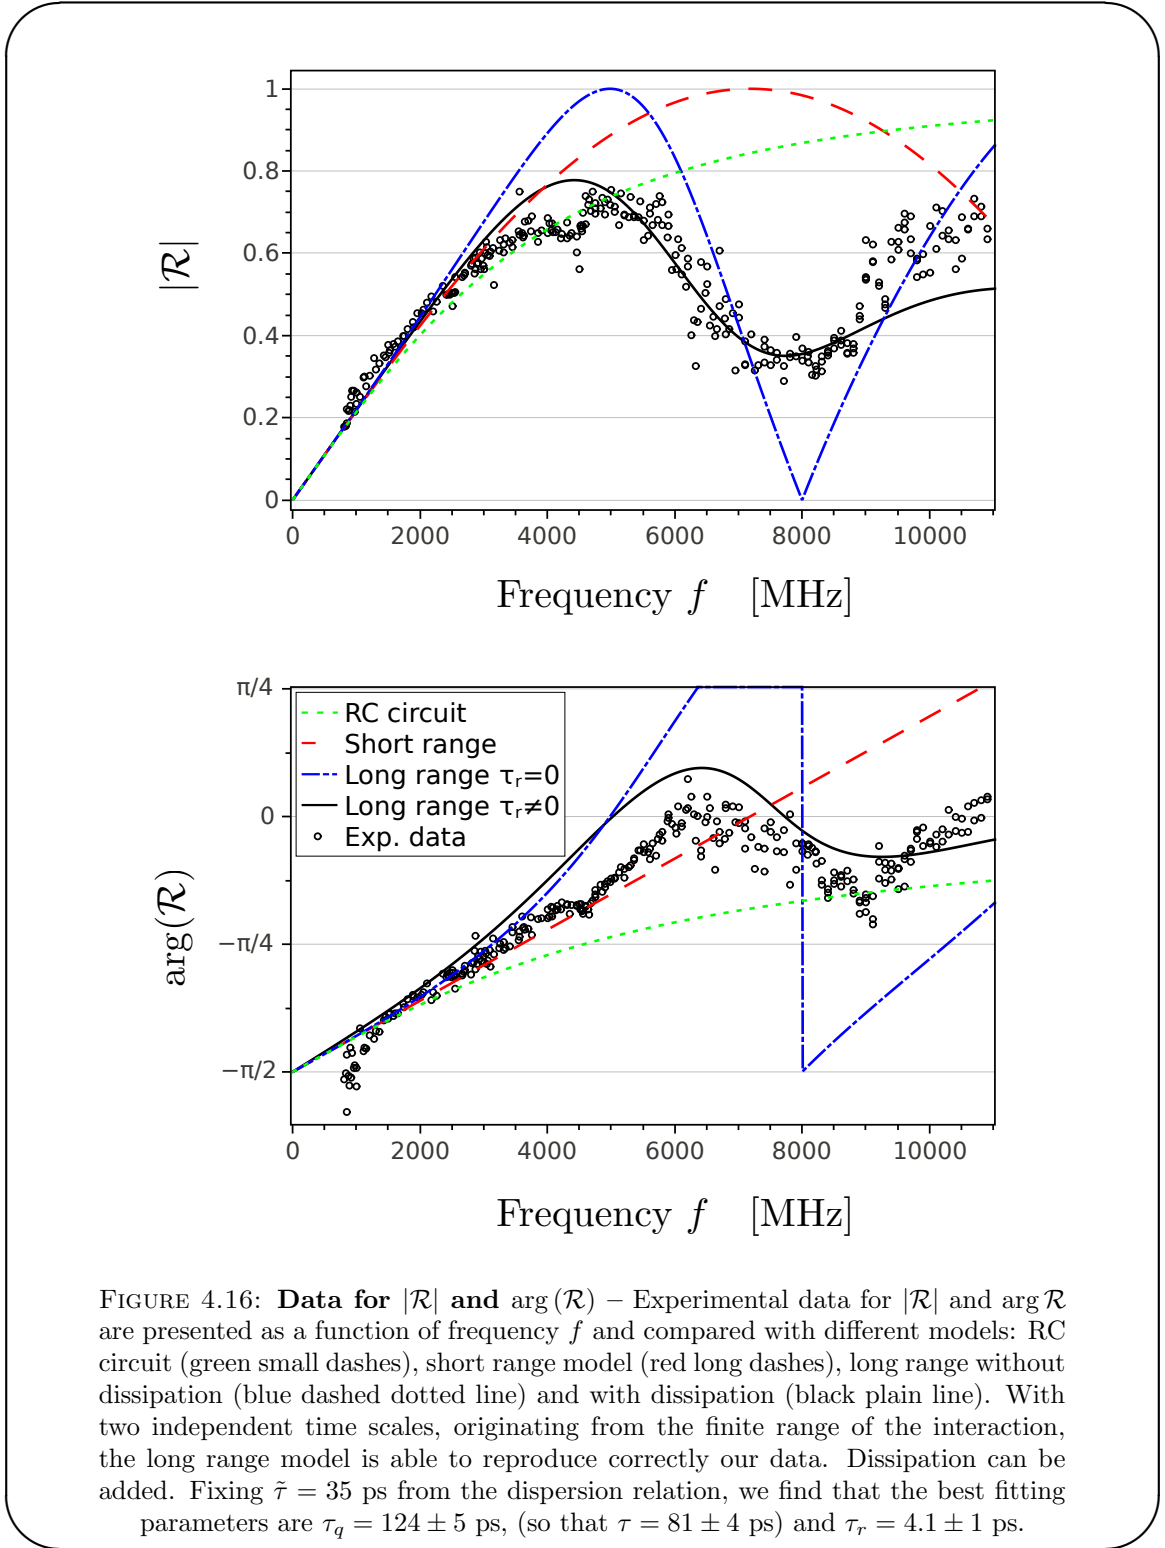 1
0.8
0.6
0.4
0.2
0
|R|
0 2000 4000 6000 8000 10000
Frequency f [MHz]
π/4
0
−π/4
−π/2
arg(R)
RC circuit
Short range
Long range τr=0
Long range τr≠0
Exp. data
0 2000 4000 6000 8000 10000
Frequency f [MHz]
FIGURE 4.16: Data for |R| and arg (R) – Experimental data for |R| and arg R
are presented as a function of frequency f and compared with different models: RC
circuit (green small dashes), short range model (red long dashes), long range without
dissipation (blue dashed dotted line) and with dissipation (black plain line). With
two independent time scales, originating from the finite range of the interaction,
the long range model is able to reproduce correctly our data. Dissipation can be
added. Fixing τ̃ = 35 ps from the dispersion relation, we find that the best fitting
parameters are τq = 124 ± 5 ps, (so that τ = 81 ± 4 ps) and τr = 4.1 ± 1 ps.